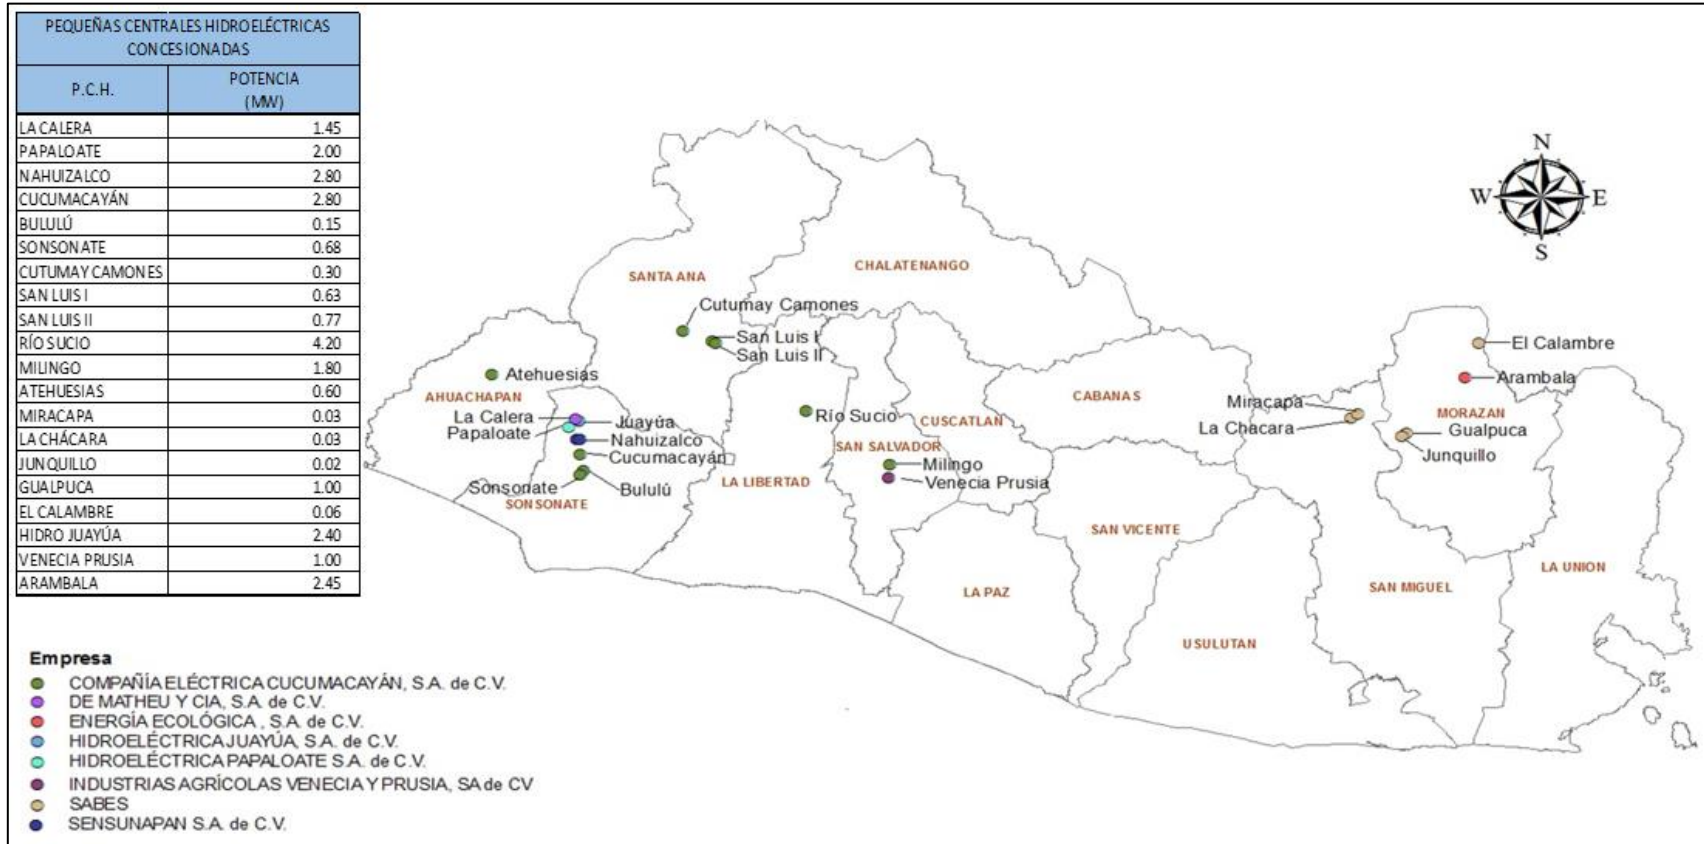 PEQUEÑAS CENTRALES HIDROELÉCTRICAS
CONCESIONADAS
P.C.H. POTENCIA
(MW)
LA CALERA 1.45
PAPALOATE 2.00
NAHUIZALCO 2.80
CUCUMACAYÁN 2.80
BULULÚ 0.15
SONSONATE 0.68
CUTUMAY CAMONES 0.30
SAN LUIS I 0.63
SAN LUIS II 0.77
RÍO SUCIO 4.20
MILINGO 1.80
ATEHUESIAS 0.60
MIRACAPA 0.03
LA CHÁCARA 0.03
JUNQUILLO 0.02
GUALPUCA 1.00
EL CALAMBRE 0.06
HIDRO JUAYÚA 2.40
VENECIA PRUSIA 1.00
ARAMBALA 2.45
N
W E
S
CHALATENANGO
SANTA ANA
Cutumay Camones
San Luis I
San Luis II
El Calambre
Atehuesias
Arambala
AHUACHAPAN
CABANAS
Miracapa
MORAZAN
La Calera
Juayúa
Río Sucio
CUSCATLAN
La Chacara
Gualpuca
Papaloate
Nahuizalco
SAN SALVADOR
Junquillo
Cucumacayán
Milingo
LA LIBERTAD
Venecia Prusia
Sonsonate
Bululú
SONSONATE
SAN VICENTE
LA UNION
LA PAZ
SAN MIGUEL
USULUTAN
Empresa
COMPAÑÍA ELÉCTRICA CUCUMACAYÁN, S.A. de C.V.
DE MATHEU Y CIA, S.A. de C.V.
ENERGÍA ECOLÓGICA , S.A. de C.V.
HIDROELÉCTRICA JUAYÚA, S.A. de C.V.
HIDROELÉCTRICA PAPALOATE S.A. de C.V.
INDUSTRIAS AGRÍCOLAS VENECIA Y PRUSIA, SA de CV
SABES
SENSUNAPAN S.A. de C.V.